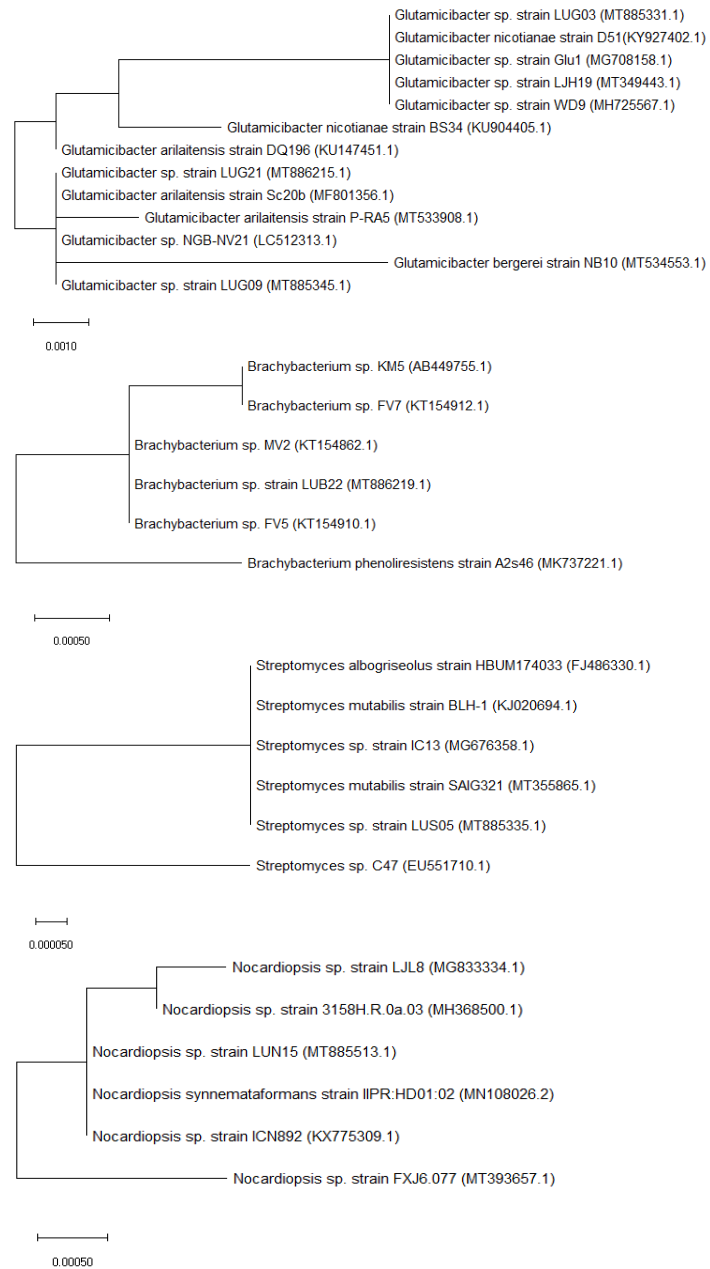 Glutamicibacter sp. strain LUG03 (MT885331.1)
Glutamicibacter nicotianae strain D51(KY927402.1)
Glutamicibacter sp. strain Glu1 (MG708158.1)
Glutamicibacter sp. strain LJH19 (MT349443.1)
Glutamicibacter sp. strain WD9 (MH725567.1)
Glutamicibacter nicotianae strain BS34 (KU904405.1)
Glutamicibacter arilaitensis strain DQ196 (KU147451.1)
Glutamicibacter sp. strain LUG21 (MT886215.1)
Glutamicibacter arilaitensis strain Sc20b (MF801356.1)
Glutamicibacter arilaitensis strain P-RA5 (MT533908.1)
Glutamicibacter sp. NGB-NV21 (LC512313.1)
Glutamicibacter bergerei strain NB10 (MT534553.1)
Glutamicibacter sp. strain LUG09 (MT885345.1)
0.0010
Brachybacterium sp. KM5 (AB449755.1)
Brachybacterium sp. FV7 (KT154912.1)
Brachybacterium sp. MV2 (KT154862.1)
Brachybacterium sp. strain LUB22 (MT886219.1)
Brachybacterium sp. FV5 (KT154910.1)
Brachybacterium phenoliresistens strain A2s46 (MK737221.1)
0.00050
Streptomyces albogriseolus strain HBUM174033 (FJ486330.1)
Streptomyces mutabilis strain BLH-1 (KJ020694.1)
Streptomyces sp. strain IC13 (MG676358.1)
Streptomyces mutabilis strain SAIG321 (MT355865.1)
Streptomyces sp. strain LUS05 (MT885335.1)
Streptomyces sp. C47 (EU551710.1)
0.000050
Nocardiopsis sp. strain LJL8 (MG833334.1)
Nocardiopsis sp. strain 3158H.R.0a.03 (MH368500.1)
Nocardiopsis sp. strain LUN15 (MT885513.1)
Nocardiopsis synnemataformans strain IIPR:HD01:02 (MN108026.2)
Nocardiopsis sp. strain ICN892 (KX775309.1)
Nocardiopsis sp. strain FXJ6.077 (MT393657.1)
0.00050